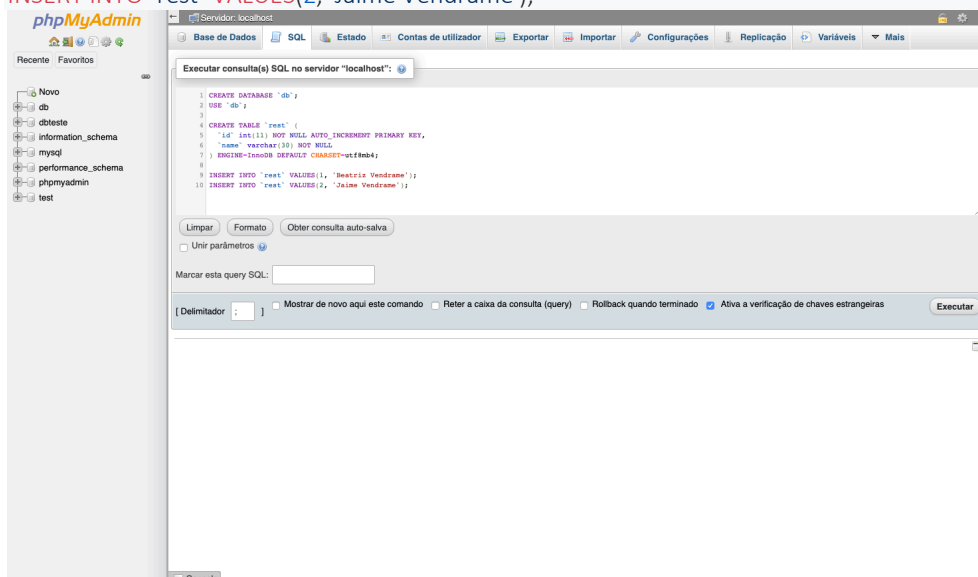 INSERT INTO `rest` VALUES(2, 'Jaime Vendrame');
phpMyAdmin
Recente Favoritos
Novo
db
dbteste
information_schema
mysql
performance_schema
phpmyadmin
test
Servidor: localhost
Base de Dados SQL Estado Contas de utilizador Exportar Importar Configurações Replicação Variáveis Mais
Executar consulta(s) SQL no servidor “localhost”:
1 CREATE DATABASE `db`;
2 USE `db`;
3
4 CREATE TABLE `rest` (
5 `id` int(11) NOT NULL AUTO_INCREMENT PRIMARY KEY,
6 `name` varchar(30) NOT NULL
7 ) ENGINE=InnoDB DEFAULT CHARSET=utf8mb4;
8
9 INSERT INTO `rest` VALUES(1, 'Beatriz Vendrame');
10 INSERT INTO `rest` VALUES(2, 'Jaime Vendrame');
Limpar Formato Obter consulta auto-salva
Unir parâmetros
Marcar esta query SQL:
[ Delimitador ; ] Mostrar de novo aqui este comando Reter a caixa da consulta (query) Rollback quando terminado Ativa a verificação de chaves estrangeiras Executar